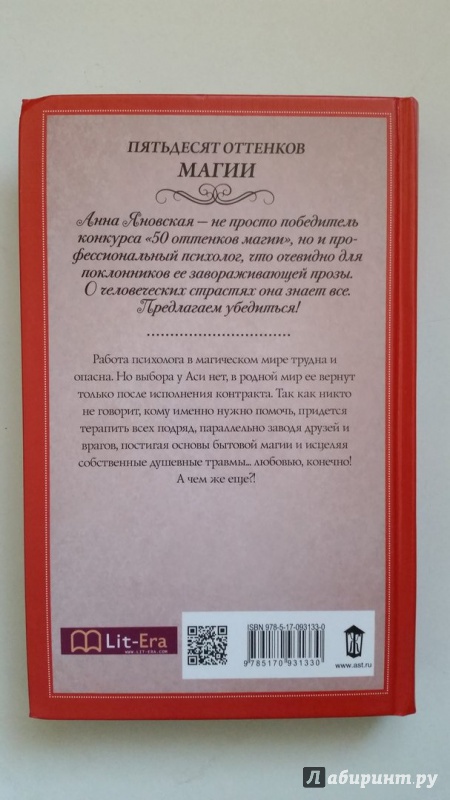 ПЯТЬДЕСЯТ ОТТЕНКОВ
МАГИИ
Анна Яновская – не просто победитель
конкурса «50 оттенков магии», но и про-
фессиональный психолог, что очевидно для
поклонников ее завораживающей прозы.
О человеческих страстях она знает все.
Предлагаем убедиться!
Работа психолога в магическом мире трудна и
опасна. Но выбора у Аси нет, в родной мир ее вернут
только после исполнения контракта. Так как никто
не говорит, кому именно нужно помочь, придется
терапить всех подряд, параллельно заводя друзей и
врагов, постигая основы бытовой магии и исцеляя
собственные душевные травмы... любовью, конечно!
А чем же еще?!
Lit-Era
www.LIT-ERA.com
ISBN 978-5-17-093133-0
9 785170 931330
www.ast.ru
Лабиринт.ру